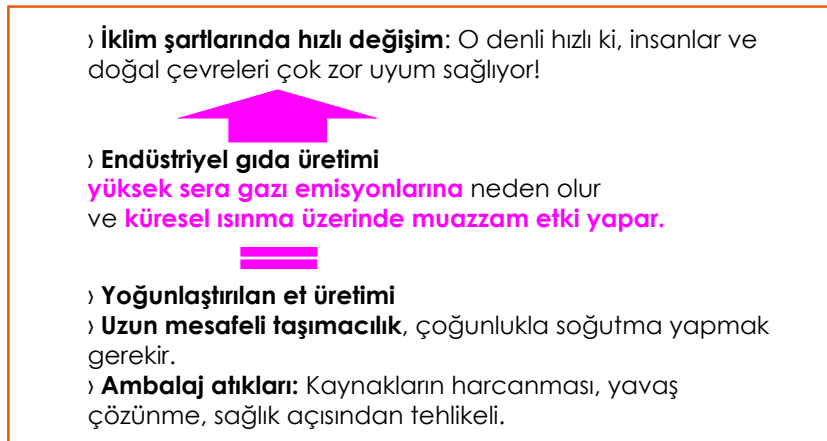 › İklim şartlarında hızlı değişim: O denli hızlı ki, insanlar ve
doğal çevreleri çok zor uyum sağlıyor!
› Endüstriyel gıda üretimi
yüksek sera gazı emisyonlarına neden olur
ve küresel ısınma üzerinde muazzam etki yapar.
› Yoğunlaştırılan et üretimi
› Uzun mesafeli taşımacılık, çoğunlukla soğutma yapmak
gerekir.
› Ambalaj atıkları: Kaynakların harcanması, yavaş
çözünme, sağlık açısından tehlikeli.